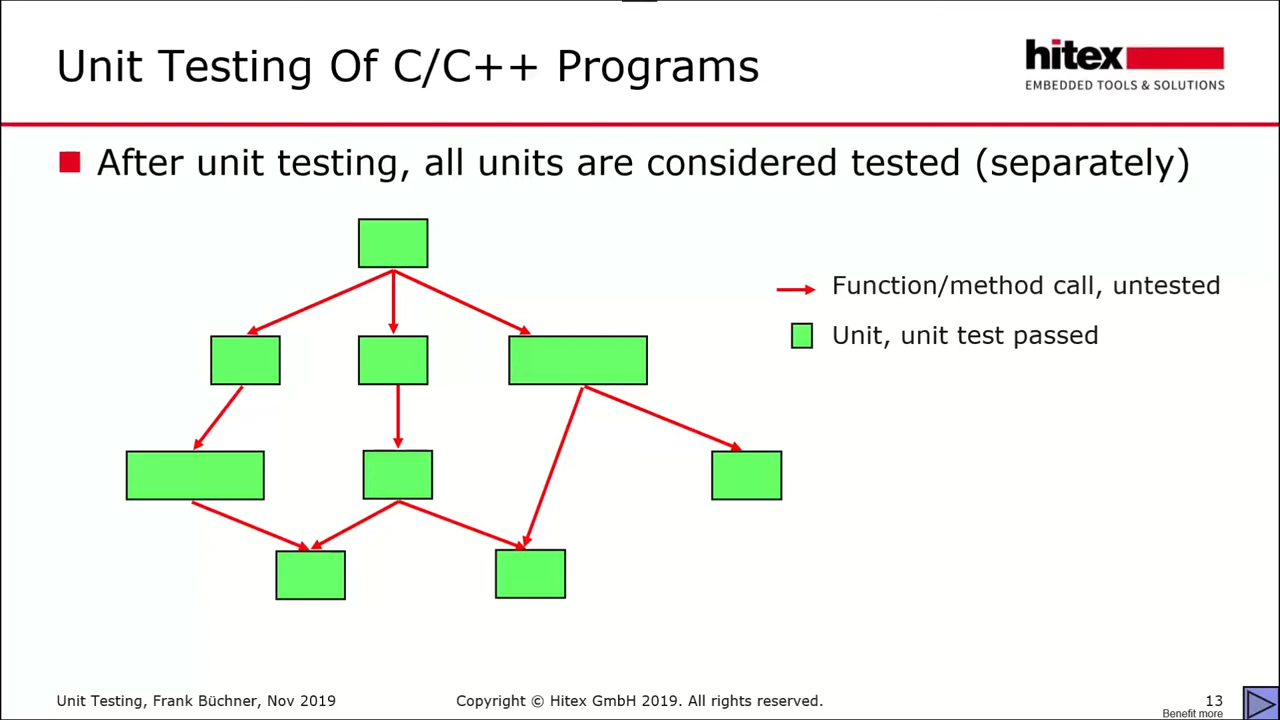 Unit Testing Of C/C++ Programs
hitex
EMBEDDED TOOLS & SOLUTIONS
After unit testing, all units are considered tested (separately)
Function/method call, untested
Unit, unit test passed
Unit Testing, Frank Büchner, Nov 2019
Copyright © Hitex GmbH 2019. All rights reserved.
13
Benefit more